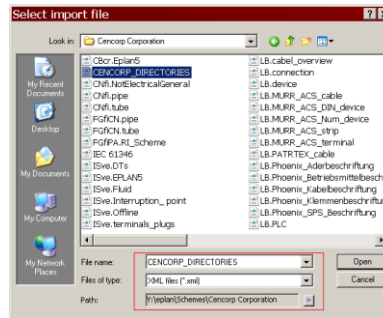 Select import file
Look in: Cencorp Corporation
My Recent Documents
Desktop
My Documents
My Computer
My Network Places
CBcr.Eplan5
CENCORP_DIRECTORIES
CNfi.NotElectricalGeneral
CNfi.pipe
CNfi.tube
FGfiCN.pipe
FGfiCN.tube
FGfiPA.RI_Scheme
IEC 61346
ISve.DTs
ISve.EPLAN5
ISve.Fluid
ISve.Interruption_ point
ISve.Offline
ISve.terminals_plugs
LB.cabel_overview
LB.connection
LB.device
LB.MURR_ACS_cable
LB.MURR_ACS_DIN_device
LB.MURR_ACS_Num_device
LB.MURR_ACS_strip
LB.MURR_ACS_terminal
LB.PATRTEX_cable
LB.Phoenix_Aderbeschriftung
LB.Phoenix_Betriebsmittelbesch
LB.Phoenix_Kabelbeschriftung
LB.Phoenix_Klemmenbeschriftu
LB.Phoenix_SPS_Beschriftung
LB.PLC
File name: CENCORP_DIRECTORIES Open
Files of type: XML files (*.xml) Cancel
Path: Y:\eplan\Schemes\Cencorp Corporation